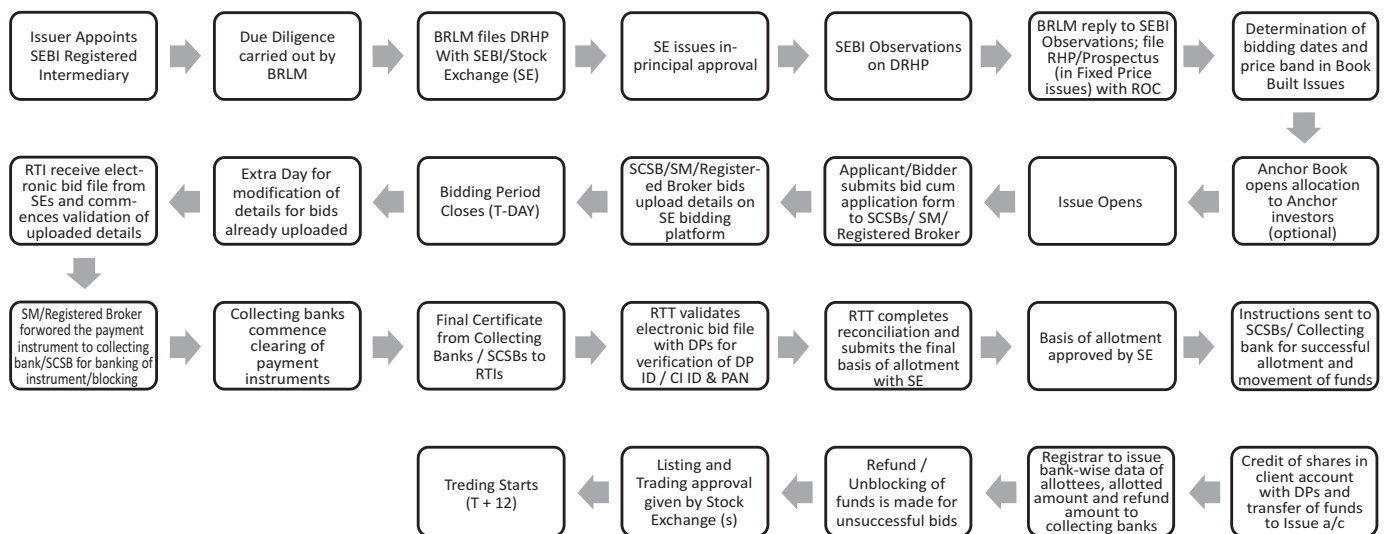 Issuer Appoints
SEBI Registered
Intermediary
Due Diligence
carried out by
BRLM
BRLM files DRHP
With SEBI/Stock
Exchange (SE)
SE issues in-
principal approval
SEBI Observations
on DRHP
BRLM reply to SEBI
Observations; file
RHP/Prospectus
(in Fixed Price
issues) with ROC
Determination of
bidding dates and
price band in Book
Built Issues
Anchor Book
opens allocation
to Anchor
investors
(optional)
Issue Opens
Applicant/Bidder
submits bid cum
application form
to SCSBs/ SM/
Registered Broker
SCSB/SM/Register-
ed Broker bids
upload details on
SE bidding
platform
Bidding Period
Closes (T-DAY)
Extra Day for
modification of
details for bids
already uploaded
RTI receive elect-
ronic bid file from
SEs and comm-
ences validation of
uploaded details
SM/Registered Broker
forwored the payment
instrument to collecting
bank/SCSB for banking of
instrument/blocking
Collecting banks
commence
clearing of
payment
instruments
Final Certificate
from Collecting
Banks / SCSBs to
RTIs
RTT validates
electronic bid file
with DPs for
verification of DP
ID / CI ID & PAN
RTT completes
reconciliation and
submits the final
basis of allotment
with SE
Basis of allotment
approved by SE
Instructions sent to
SCSBs/ Collecting
bank for successful
allotment and
movement of funds
Credit of shares in
client account
with DPs and
transfer of funds
to Issue a/c
Registrar to issue
bank-wise data of
allottees, allotted
amount and refund
amount to
collecting banks
Refund /
Unblocking of
funds is made for
unsuccessful bids
Listing and
Trading approval
given by Stock
Exchange (s)
Treding Starts
(T + 12)